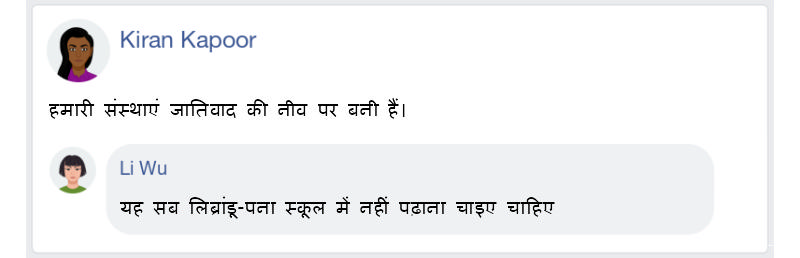 Kiran Kapoor
हमारी संस्थाएं जातिवाद की नीव पर बनी हैं।
Li Wu
यह सब लिब्रांडू-पना स्कूल में नहीं पढ़ाना चाइए चाहिए